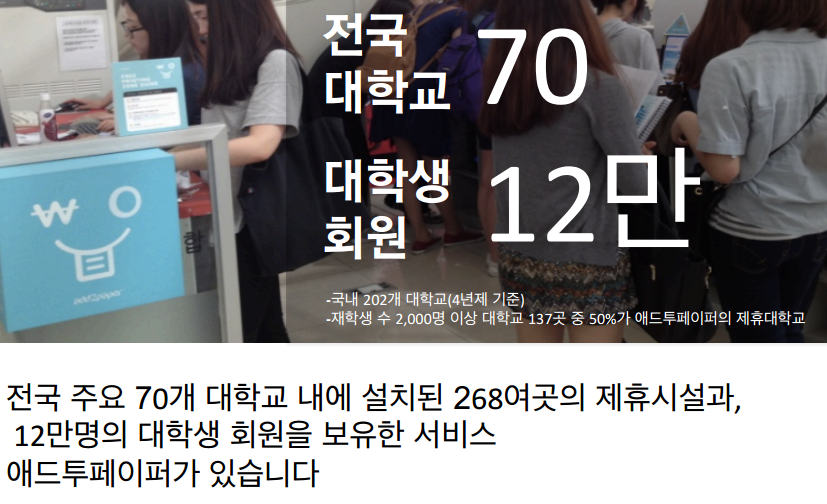 전국
대학교 70
대학생
회원 12만
-국내 202개 대학교(4년제 기준)
-재학생 수 2,000명 이상 대학교 137곳 중 50%가 애드투페이퍼의 제휴대학교
add2paper
합
전국 주요 70개 대학교 내에 설치된 268여곳의 제휴시설과,
12만명의 대학생 회원을 보유한 서비스
애드투페이퍼가 있습니다